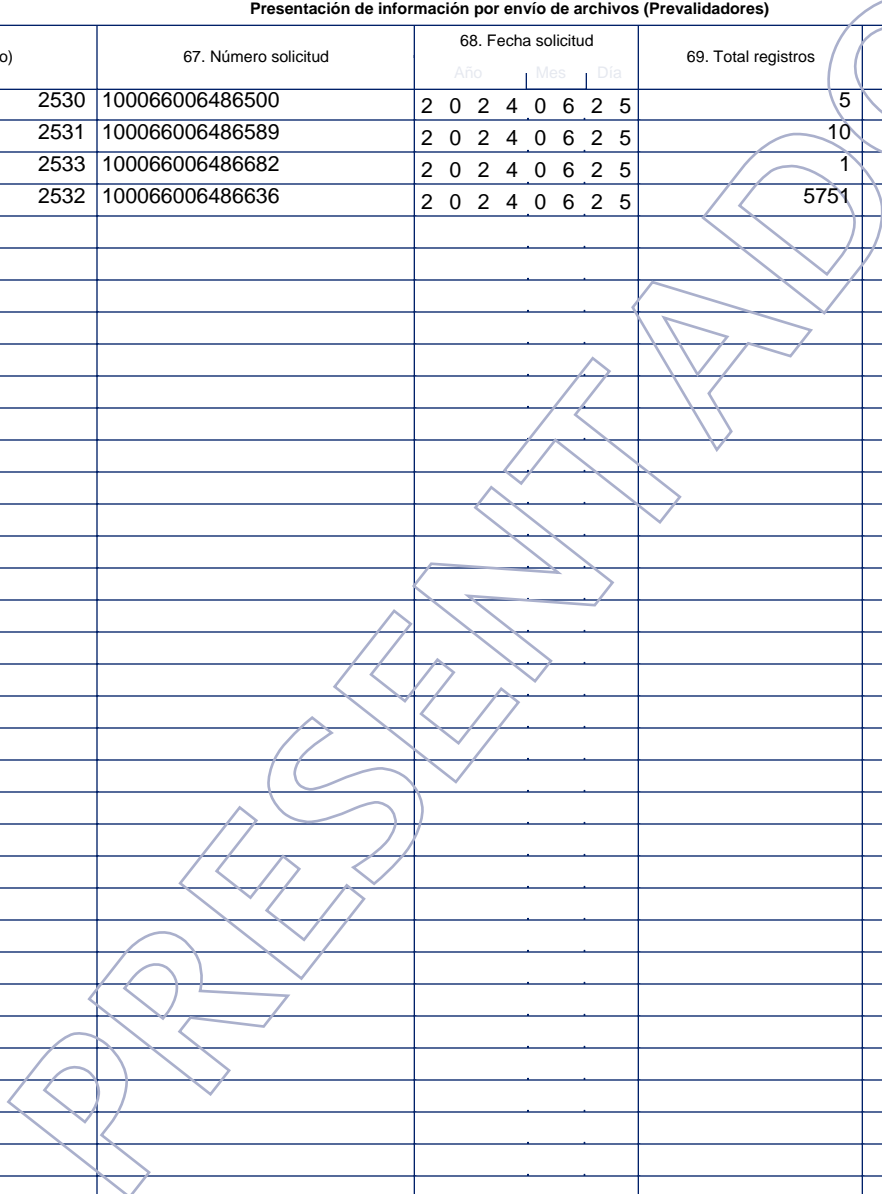 Presentación de información por envío de archivos (Prevalidadores)
o) 67. Número solicitud 68. Fecha solicitud 69. Total registros
Año Mes Día
2530 100066006486500 2 0 2 4 0 6 2 5 5
2531 100066006486589 2 0 2 4 0 6 2 5 10
2533 100066006486682 2 0 2 4 0 6 2 5 1
2532 100066006486636 2 0 2 4 0 6 2 5 5751
PRESENTADO